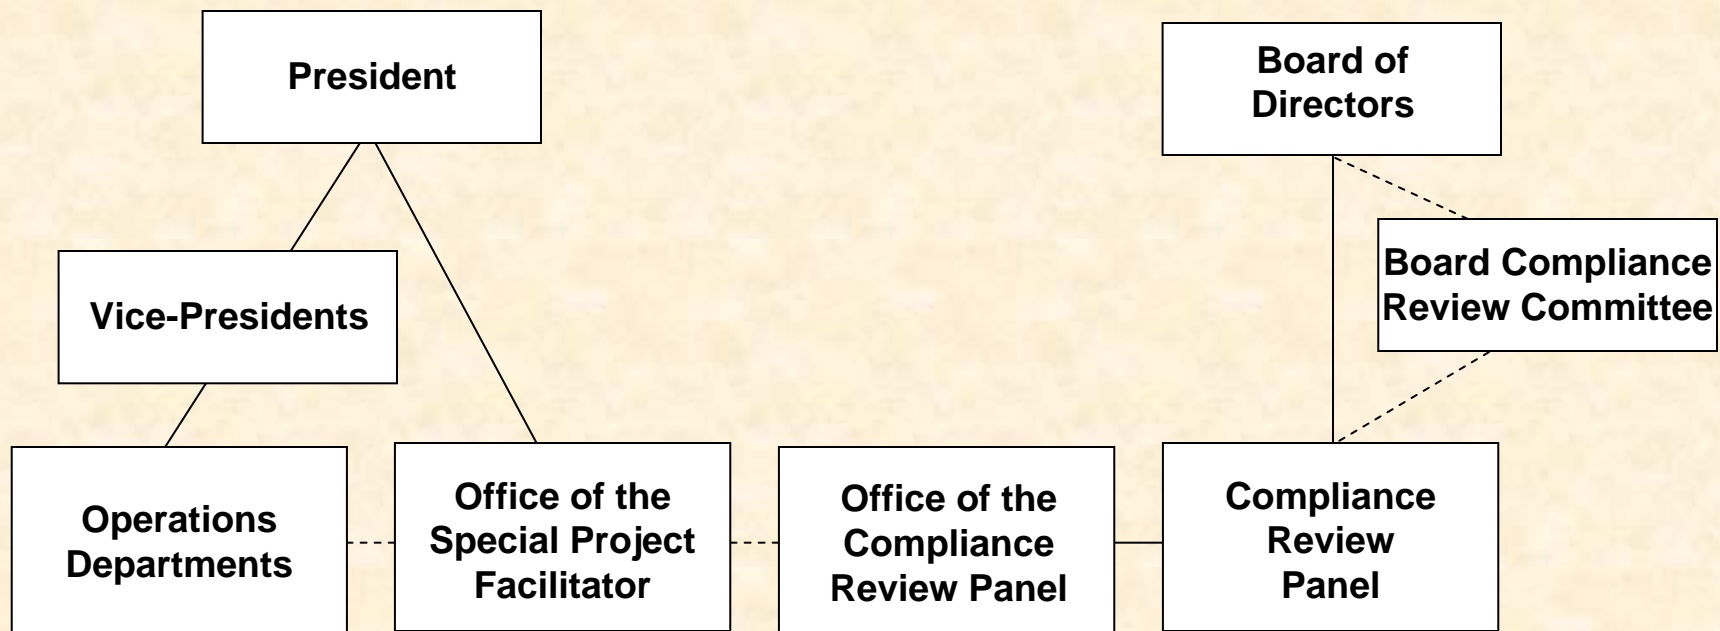 President
Board of
Directors
Board Compliance
Review Committee
Vice-Presidents
Operations
Departments
Office of the
Special Project
Facilitator
Office of the
Compliance
Review Panel
Compliance
Review
Panel